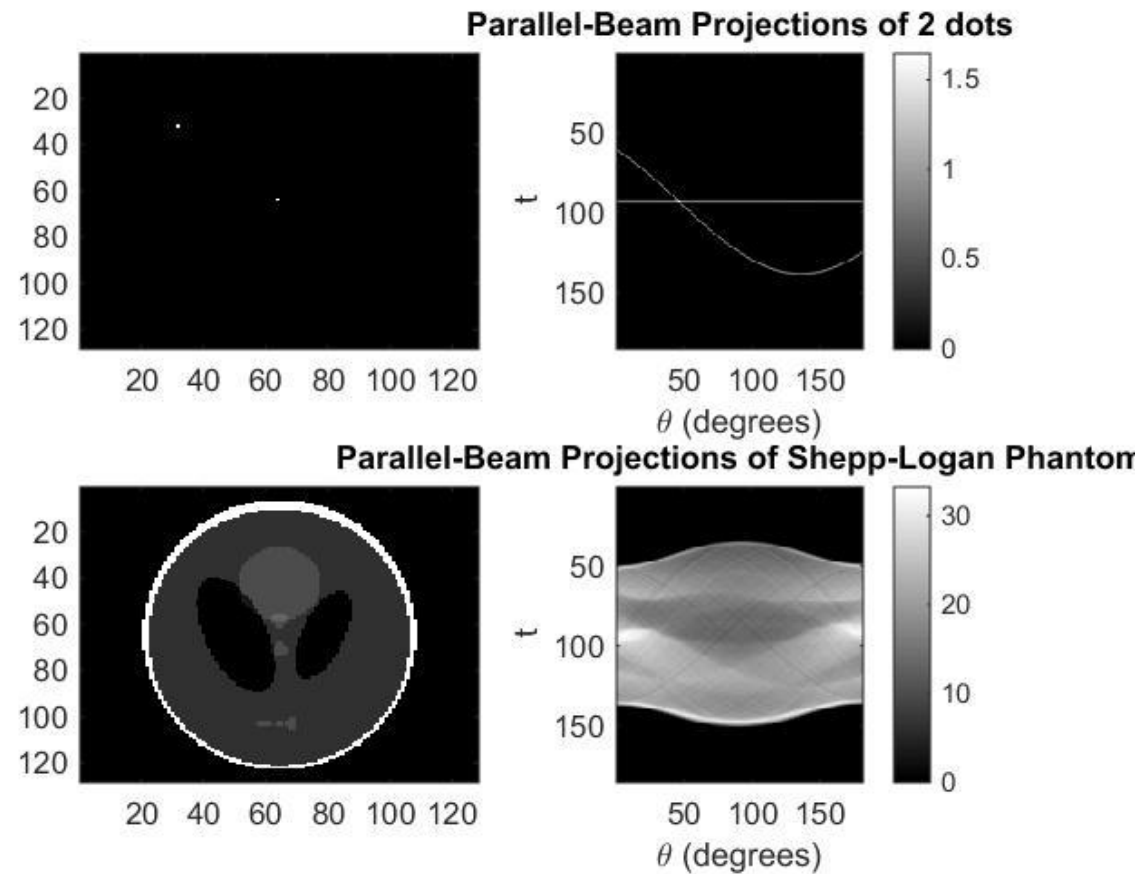 Parallel-Beam Projections of 2 dots
20
40
60
80
100
120
20 40 60 80 100 120
t
50
100
150
50 100 150
θ (degrees)
1.5
1
0.5
0
Parallel-Beam Projections of Shepp-Logan Phantom
20
40
60
80
100
120
20 40 60 80 100 120
t
50
100
150
50 100 150
θ (degrees)
30
20
10
0